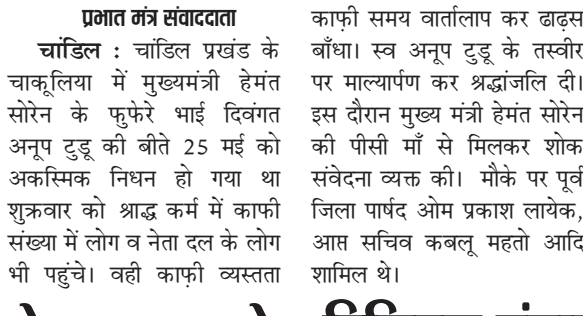 प्रभात मंत्र संवाददाता
चांडिल : चांडिल प्रखंड के
चाकूलिया में मुख्यमंत्री हेमंत
सोरेन के फुफेरे भाई दिवंगत
अनूप टुडू की बीते 25 मई को
अकस्मिक निधन हो गया था
शुक्रवार को श्राद्ध कर्म में काफी
संख्या में लोग व नेता दल के लोग
भी पहुंचे। वही काफ़ी व्यस्तता
काफ़ी समय वार्तालाप कर ढाढ़स
बाँधा। स्व अनूप टुडू के तस्वीर
पर माल्यार्पण कर श्रद्धांजलि दी।
इस दौरान मुख्य मंत्री हेमंत सोरेन
की पीसी माँ से मिलकर शोक
संवेदना व्यक्त की। मौके पर पूर्व
जिला पार्षद ओम प्रकाश लायेक,
आप्त सचिव कबलू महतो आदि
शामिल थे।